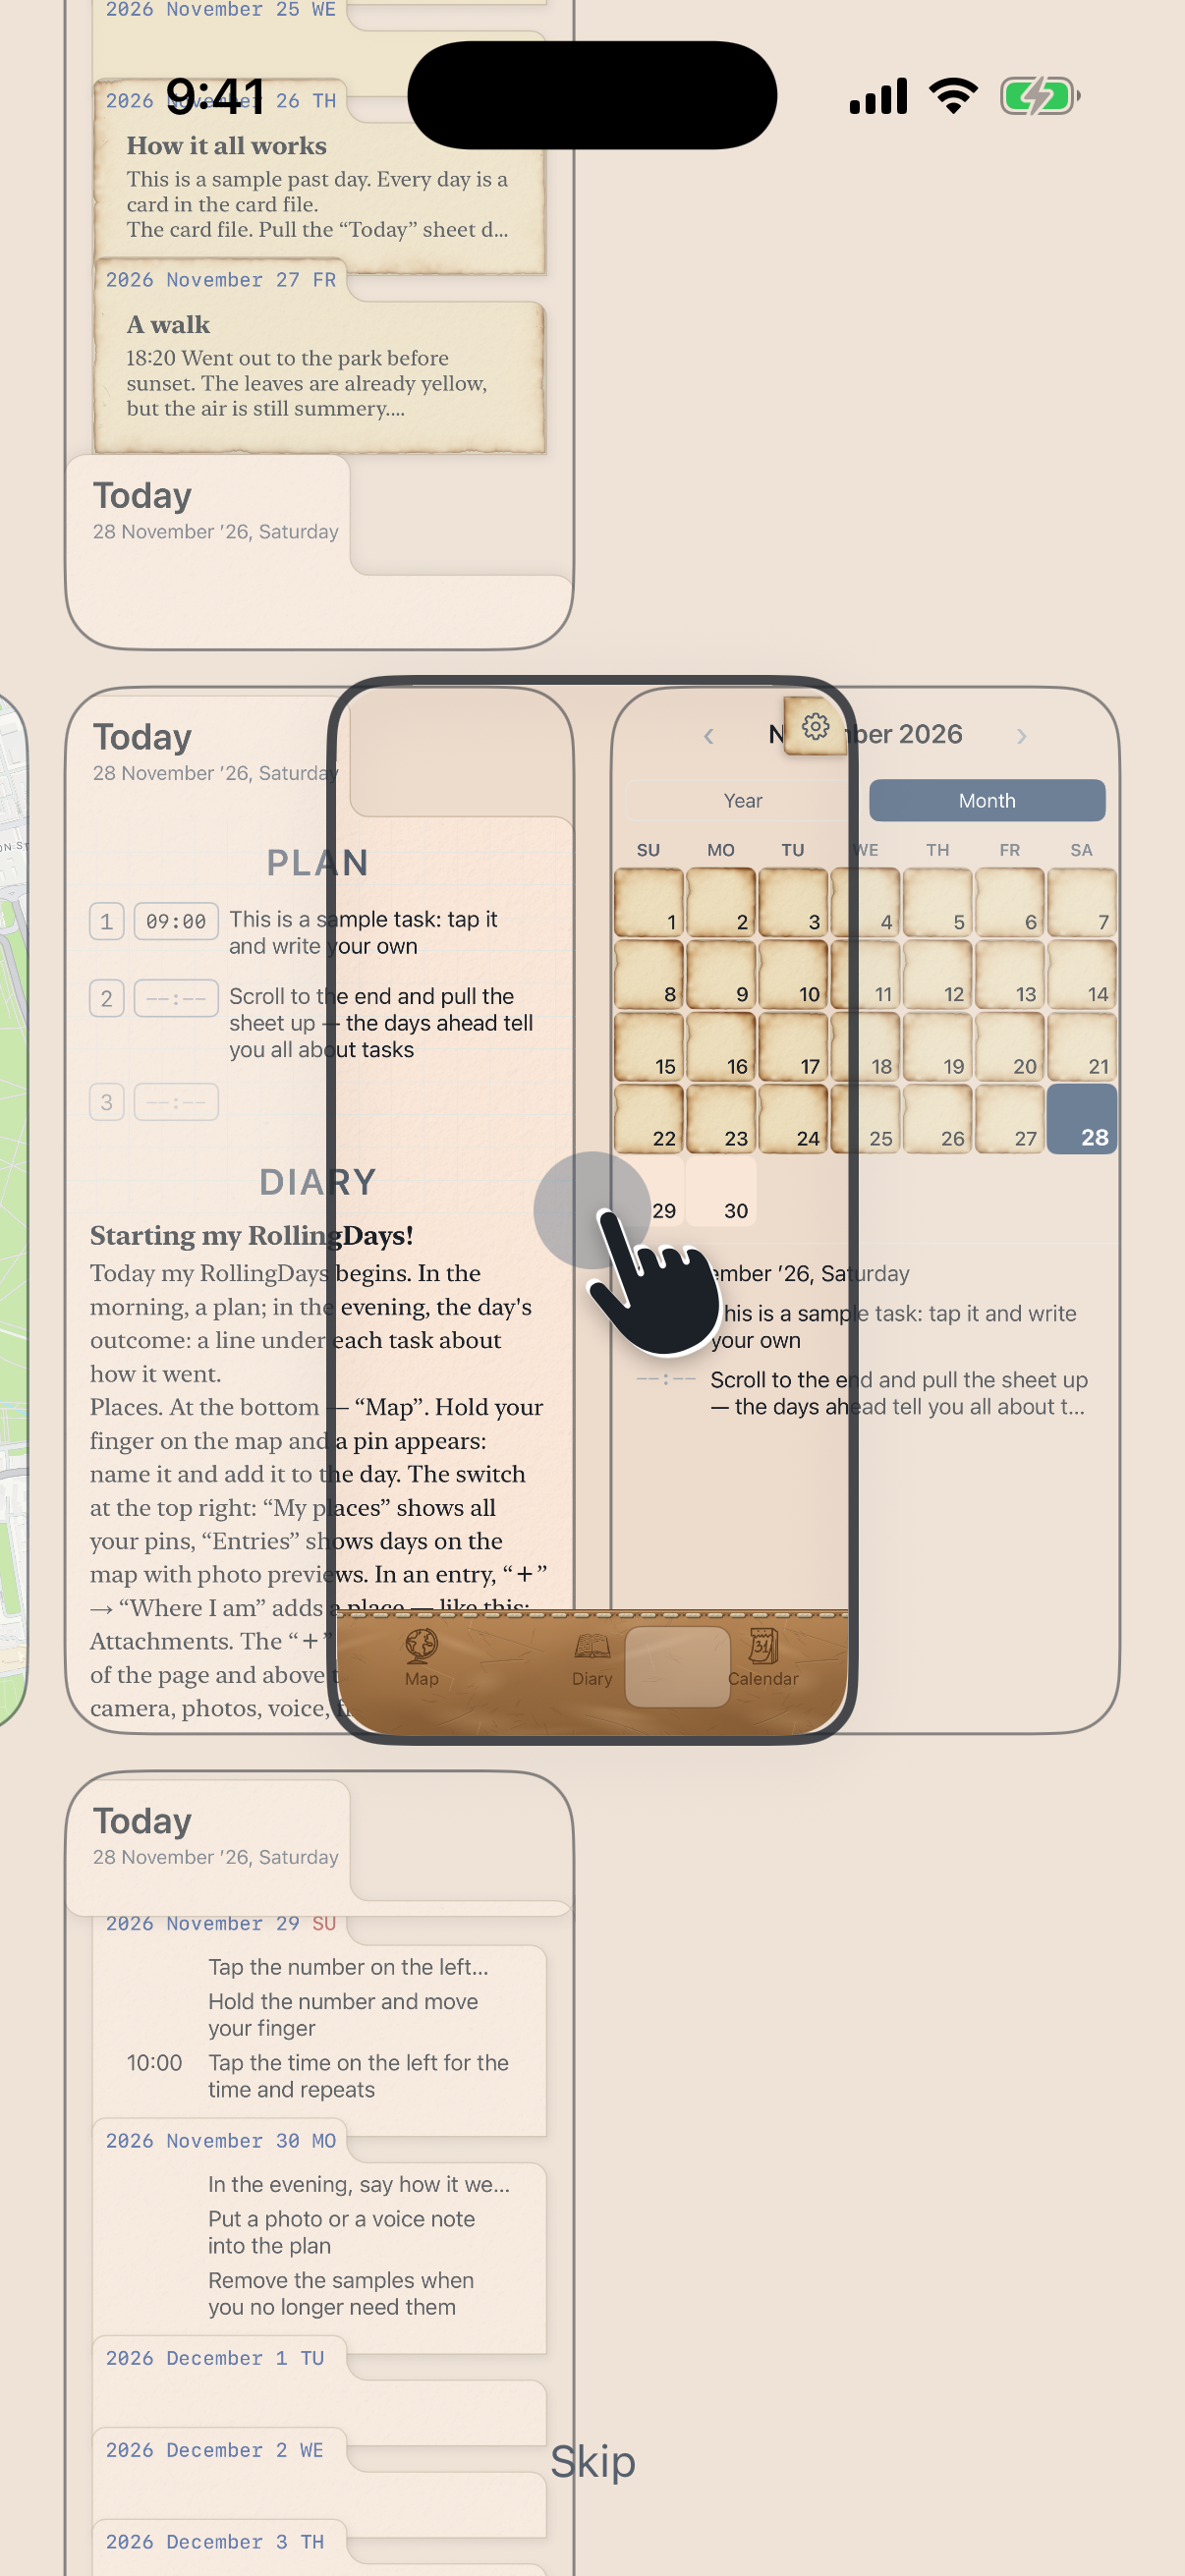 2026 November 25 WE
9:41
2026 November 26 TH
How it all works
This is a sample past day. Every day is a
card in the card file.
The card file. Pull the “Today” sheet d...
2026 November 27 FR
A walk
18:20 Went out to the park before
sunset. The leaves are already yellow,
but the air is still summery....
Today
28 November ’26, Saturday
Today
28 November ’26, Saturday
PLAN
1 09:00 This is a sample task: tap it
and write your own
2 --:-- Scroll to the end and pull the
sheet up — the days ahead tell
you all about tasks
3 --:--
DIARY
Starting my RollingDays!
Today my RollingDays begins. In the
morning, a plan; in the evening, the day's
outcome: a line under each task about
how it went.
Places. At the bottom — “Map”. Hold your
finger on the map and a pin appears:
name it and add it to the day. The switch
at the top right: “My places” shows all
your pins, “Entries” shows days on the
map with photo previews. In an entry, “+”
→ “Where I am” adds a place — like this:
Attachments. The “+”
of the page and above
camera, photos, voice,
‹ 2026 ›
Year Month
SU MO TU WE TH FR SA
1 2 3 4 5 6 7
8 9 10 11 12 13 14
15 16 17 18 19 20 21
22 23 24 25 26 27 28
29 30
’26, Saturday
is a sample task: tap it and write
your own
--:-- Scroll to the end and pull the sheet up
— the days ahead tell you all about t...
Map Diary 31 Calendar
Today
28 November ’26, Saturday
2026 November 29 SU
Tap the number on the left...
Hold the number and move
your finger
10:00 Tap the time on the left for the
time and repeats
2026 November 30 MO
In the evening, say how it we...
Put a photo or a voice note
into the plan
Remove the samples when
you no longer need them
2026 December 1 TU
2026 December 2 WE
Skip
2026 December 3 TH